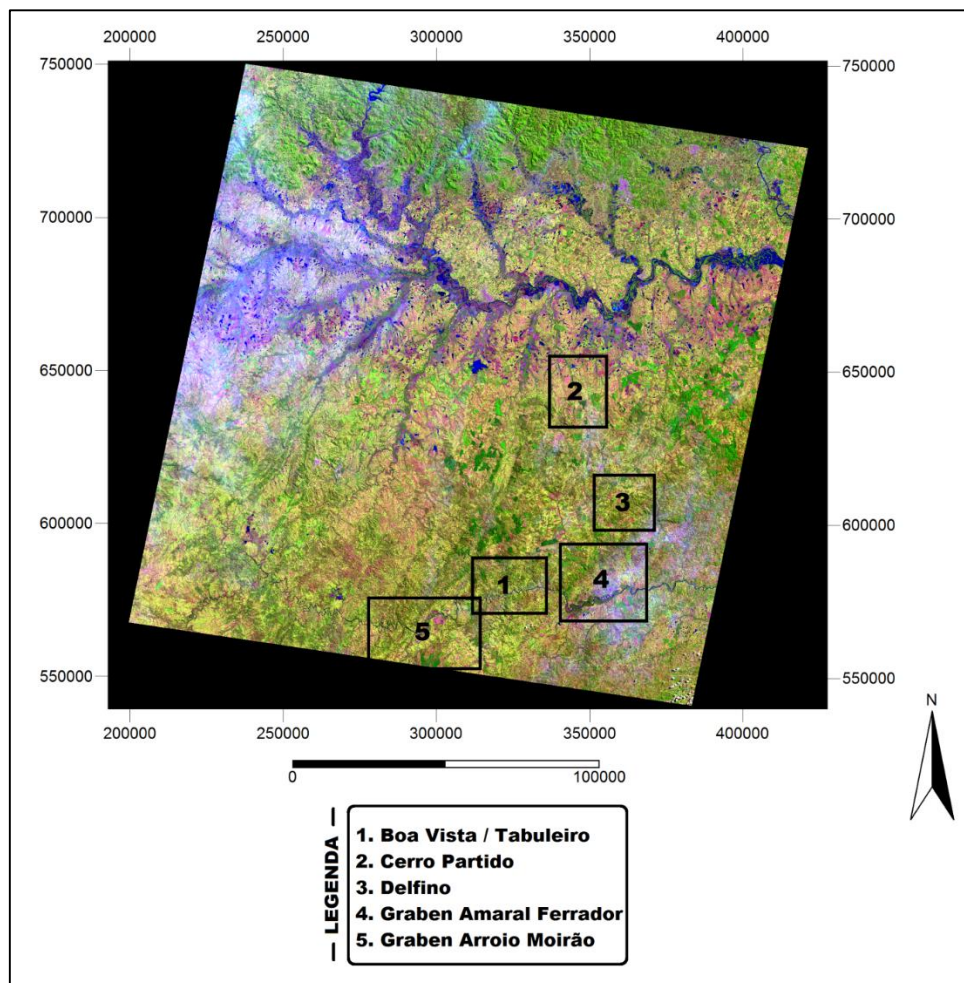 200000 250000 300000 350000 400000
750000 750000
700000 700000
650000 650000
2
3
600000 600000
1 4
5
550000 550000
200000 250000 300000 350000 400000
N
0 100000
LEGENDA
1. Boa Vista / Tabuleiro
2. Cerro Partido
3. Delfino
4. Graben Amaral Ferrador
5. Graben Arroio Moirão